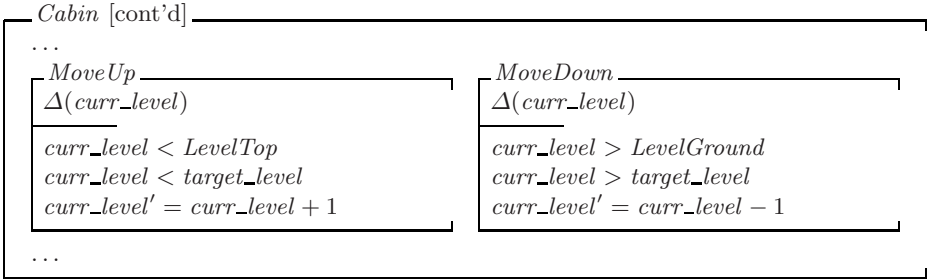 Cabin [cont'd]
...
MoveUp
Δ(curr_level)
curr_level < LevelTop
curr_level < target_level
curr_level′ = curr_level + 1
MoveDown
Δ(curr_level)
curr_level > LevelGround
curr_level > target_level
curr_level′ = curr_level − 1
...